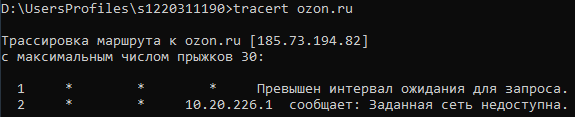 D:\UsersProfiles\s1220311190>tracert ozon.ru
Трассировка маршрута к ozon.ru [185.73.194.82]
с максимальным числом прыжков 30:
1 * * * Превышен интервал ожидания для запроса.
2 * * 10.20.226.1 сообщает: Заданная сеть недоступна.